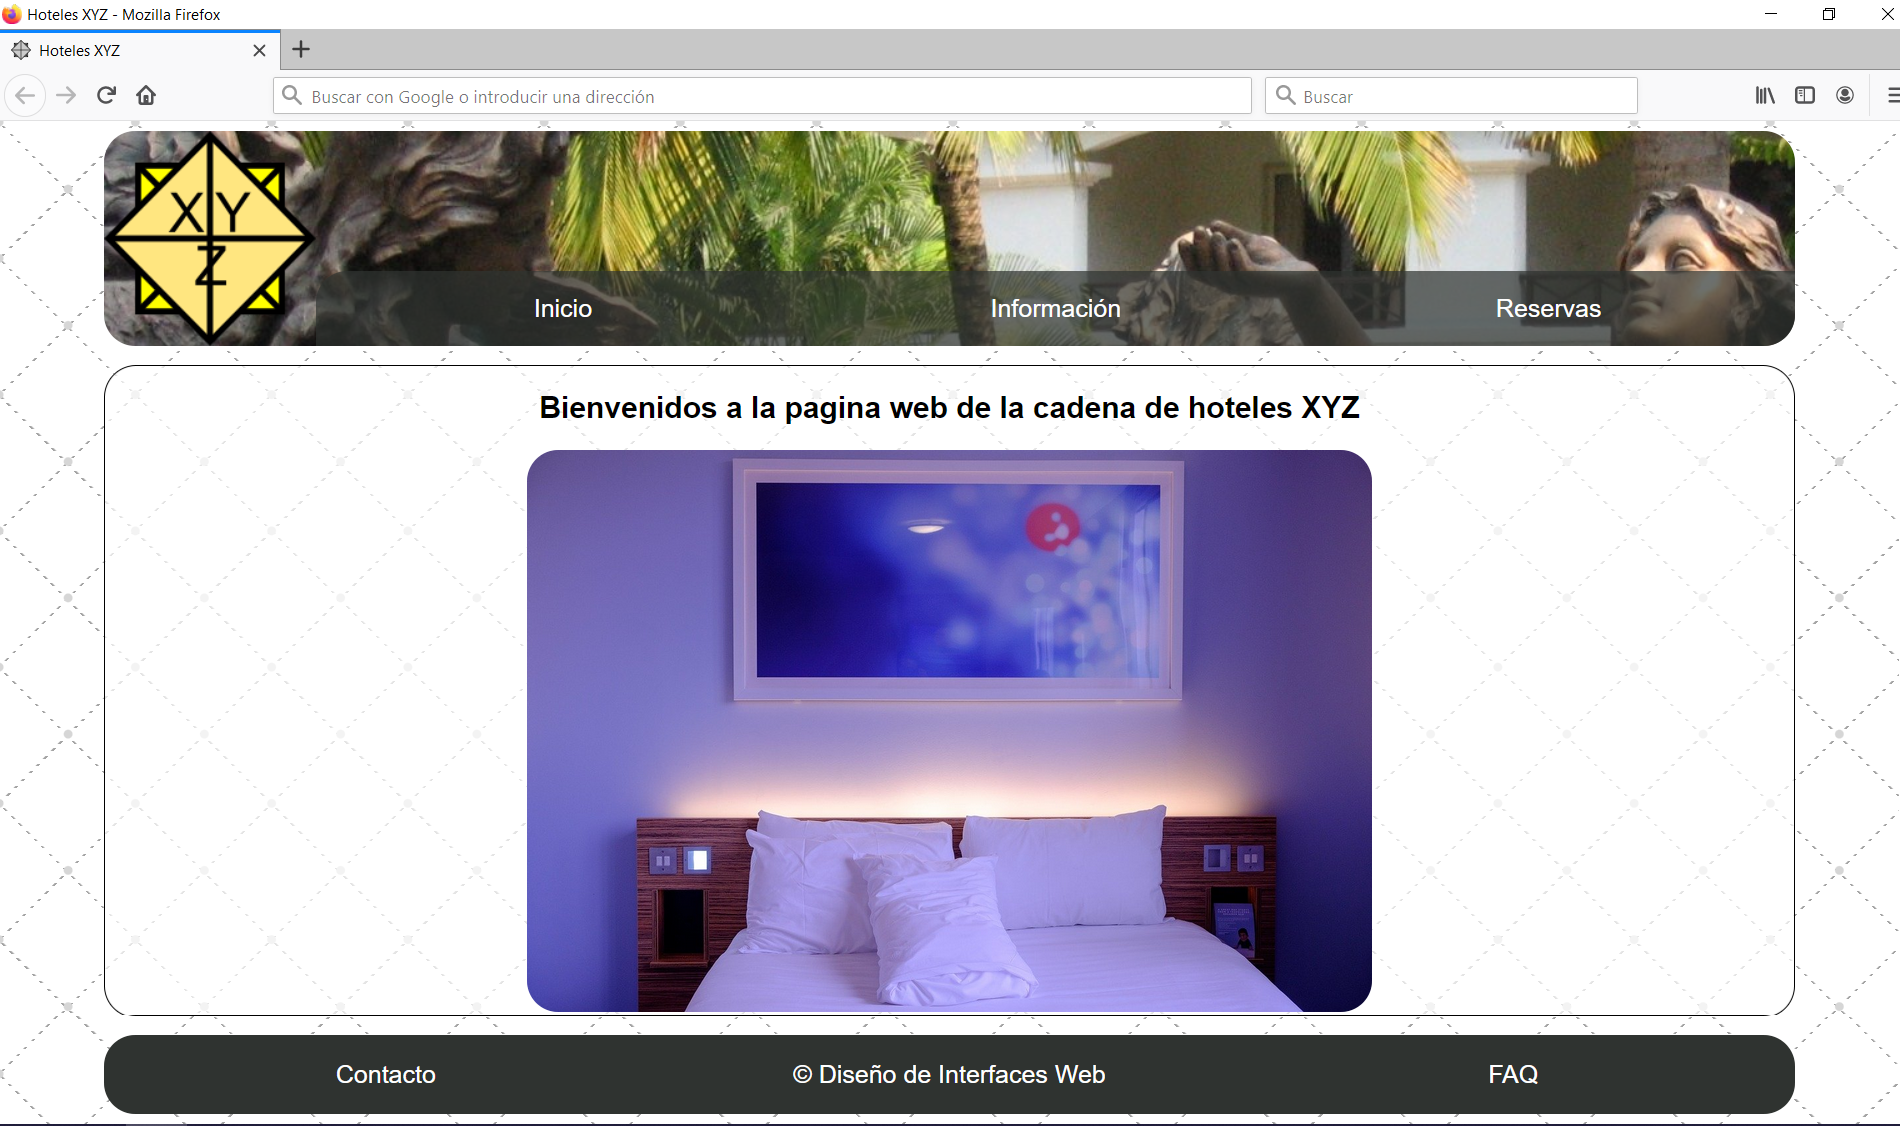 Hoteles XYZ - Mozilla Firefox
Hoteles XYZ
Buscar con Google o introducir una dirección
Buscar
XY
Z
Inicio
Información
Reservas
Bienvenidos a la pagina web de la cadena de hoteles XYZ
Contacto
© Diseño de Interfaces Web
FAQ